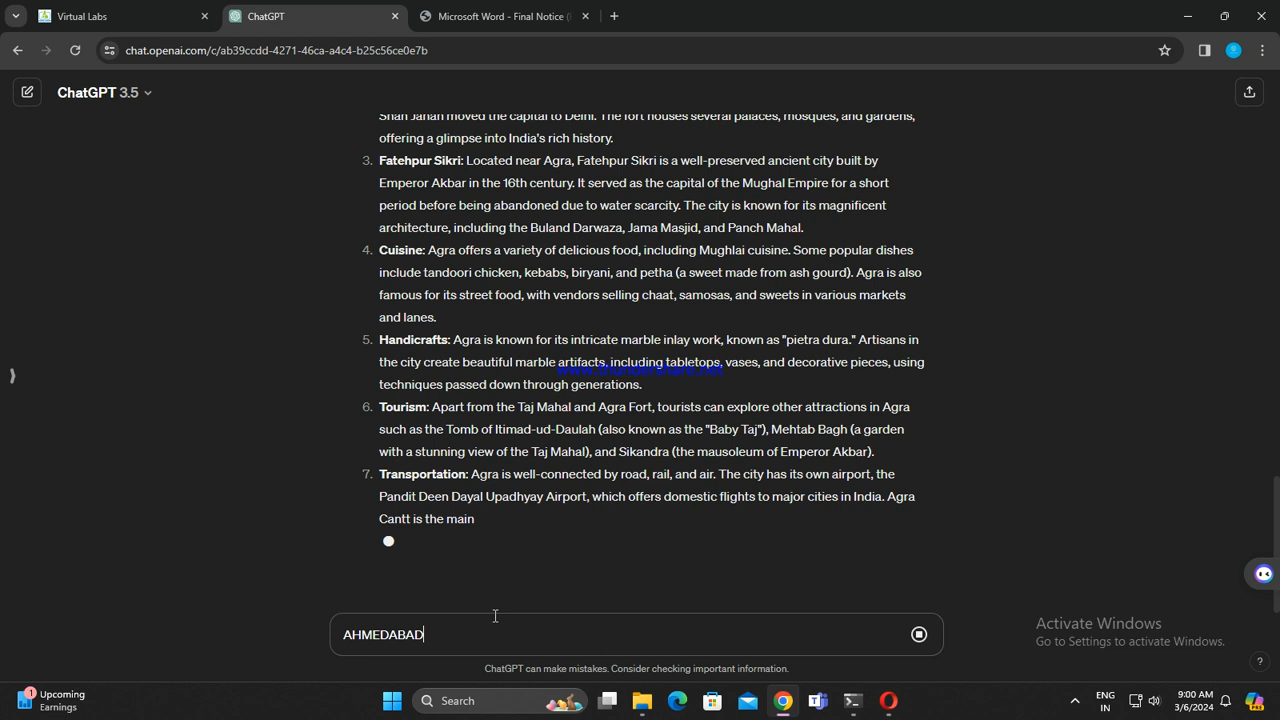 Virtual Labs
ChatGPT
Microsoft Word - Final Notice (
chat.openai.com/c/ab39ccdd-4271-46ca-a4c4-b25c56ce0e7b
ChatGPT 3.5
Shah Jahan moved the capital to Delhi. The fort houses several palaces, mosques, and gardens,
offering a glimpse into India's rich history.
3. Fatehpur Sikri: Located near Agra, Fatehpur Sikri is a well-preserved ancient city built by
Emperor Akbar in the 16th century. It served as the capital of the Mughal Empire for a short
period before being abandoned due to water scarcity. The city is known for its magnificent
architecture, including the Buland Darwaza, Jama Masjid, and Panch Mahal.
4. Cuisine: Agra offers a variety of delicious food, including Mughlai cuisine. Some popular dishes
include tandoori chicken, kebabs, biryani, and petha (a sweet made from ash gourd). Agra is also
famous for its street food, with vendors selling chaat, samosas, and sweets in various markets
and lanes.
5. Handicrafts: Agra is known for its intricate marble inlay work, known as "pietra dura." Artisans in
the city create beautiful marble artifacts, including tabletops, vases, and decorative pieces, using
www.thundershare.net
techniques passed down through generations.
6. Tourism: Apart from the Taj Mahal and Agra Fort, tourists can explore other attractions in Agra
such as the Tomb of Itimad-ud-Daulah (also known as the "Baby Taj"), Mehtab Bagh (a garden
with a stunning view of the Taj Mahal), and Sikandra (the mausoleum of Emperor Akbar).
7. Transportation: Agra is well-connected by road, rail, and air. The city has its own airport, the
Pandit Deen Dayal Upadhyay Airport, which offers domestic flights to major cities in India. Agra
Cantt is the main
AHMEDABAD
Activate Windows
Go to Settings to activate Windows.
ChatGPT can make mistakes. Consider checking important information.
?
1
Upcoming
Earnings
Search
ENG
IN
9:00 AM
3/6/2024
PRE